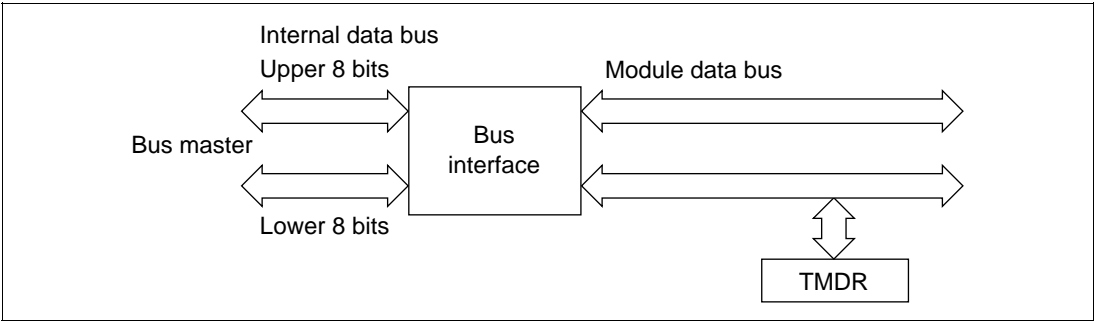 Internal data bus
Upper 8 bits
Module data bus
Bus master
Bus
interface
Lower 8 bits
TMDR